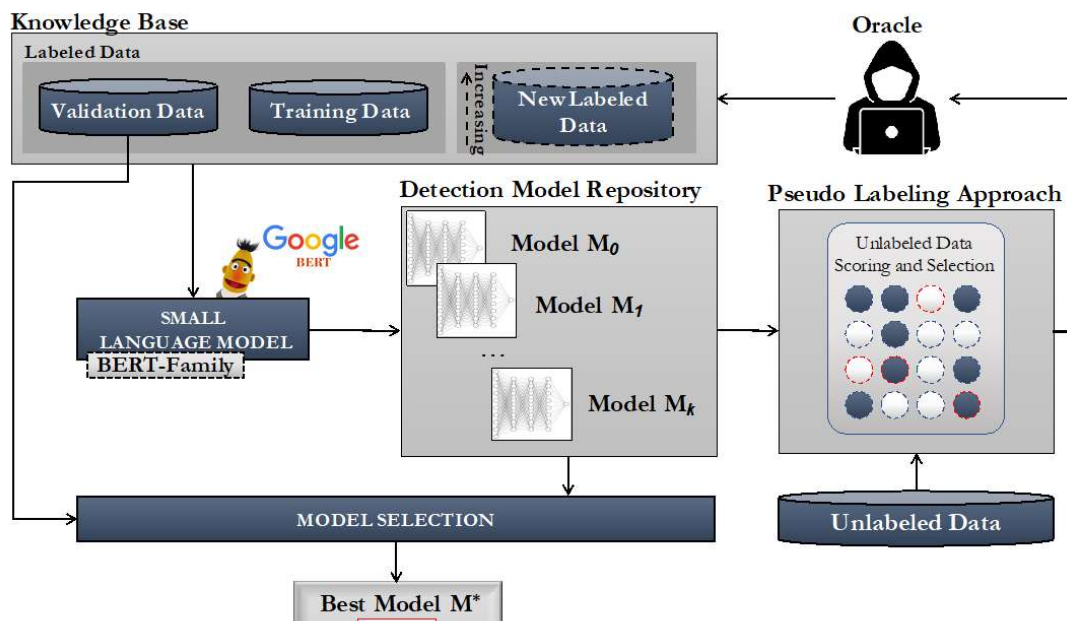 Knowledge Base
Oracle
Labeled Data
Validation Data
Training Data
Increasing
New Labeled
Data
Detection Model Repository
Pseudo Labeling Approach
Google
BERT
Model M0
Model M1
...
Model Mk
Unlabeled Data
Scoring and Selection
SMALL
LANGUAGE MODEL
BERT-Family
MODEL SELECTION
Unlabeled Data
Best Model M*